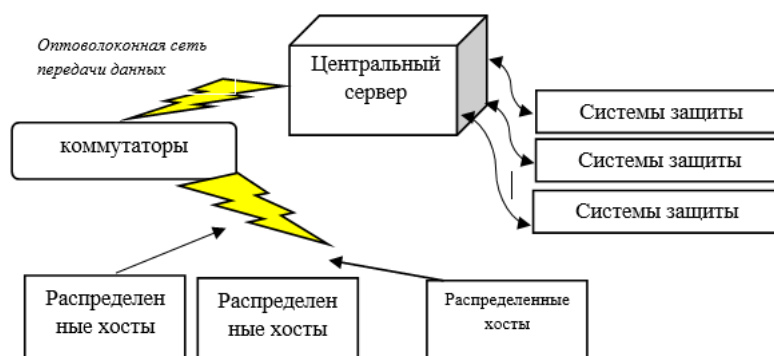 Оптоволоконная сеть
передачи данных
Центральный
сервер
Системы защиты
коммутаторы
Системы защиты
Системы защиты
Распределен
ные хосты
Распределен
ные хосты
Распределенные
хосты